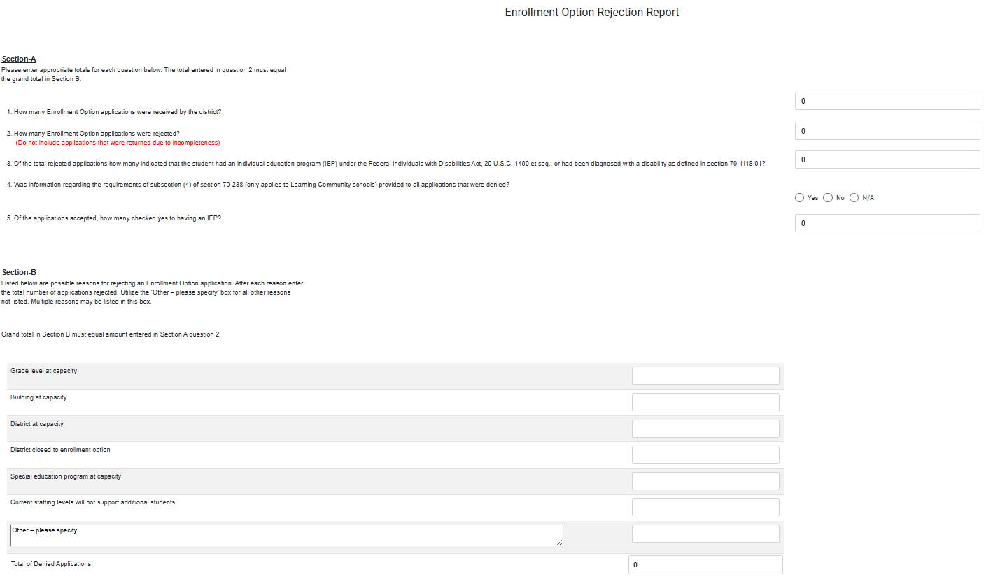 Enrollment Option Rejection Report
Section-A
Please enter appropriate totals for each question below. The total entered in question 2 must equal
the grand total in Section B.
0
1. How many Enrollment Option applications were received by the district?
0
2. How many Enrollment Option applications were rejected?
(Do not include applications that were returned due to incompleteness)
0
3. Of the total rejected applications how many indicated that the student had an individual education program (IEP) under the Federal Individuals with Disabilities Act, 20 U.S.C. 1400 et seq., or had been diagnosed with a disability as defined in section 79-1118.01?
4. Was information regarding the requirements of subsection (4) of section 79-238 (only applies to Learning Community schools) provided to all applications that were denied?
Yes No N/A
5. Of the applications accepted, how many checked yes to having an IEP?
0
Section-B
Listed below are possible reasons for rejecting an Enrollment Option application. After each reason enter
the total number of applications rejected. Utilize the 'Other – please specify' box for all other reasons
not listed. Multiple reasons may be listed in this box.
Grand total in Section B must equal amount entered in Section A question 2.
Grade level at capacity
Building at capacity
District at capacity
District closed to enrollment option
Special education program at capacity
Current staffing levels will not support additional students
Other – please specify
Total of Denied Applications: 0